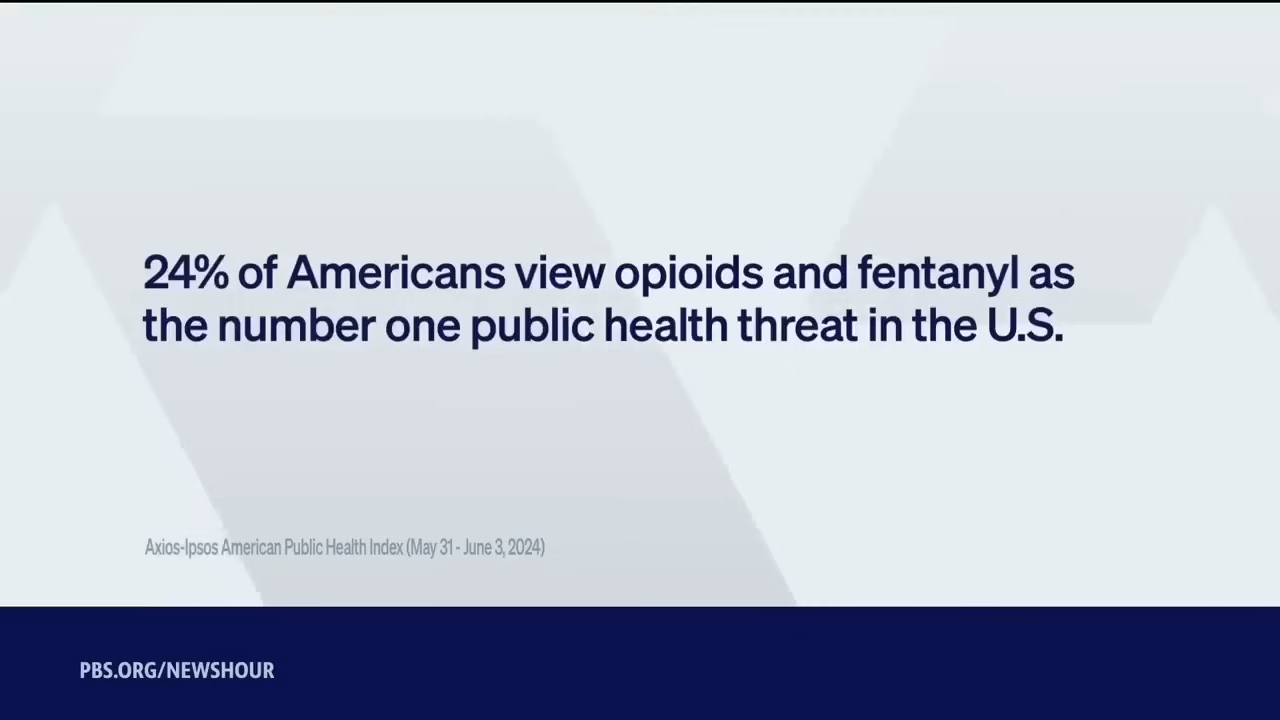 24% of Americans view opioids and fentanyl as
the number one public health threat in the U.S.
Axios-Ipsos American Public Health Index (May 31 - June 3, 2024)
PBS.ORG/NEWSHOUR